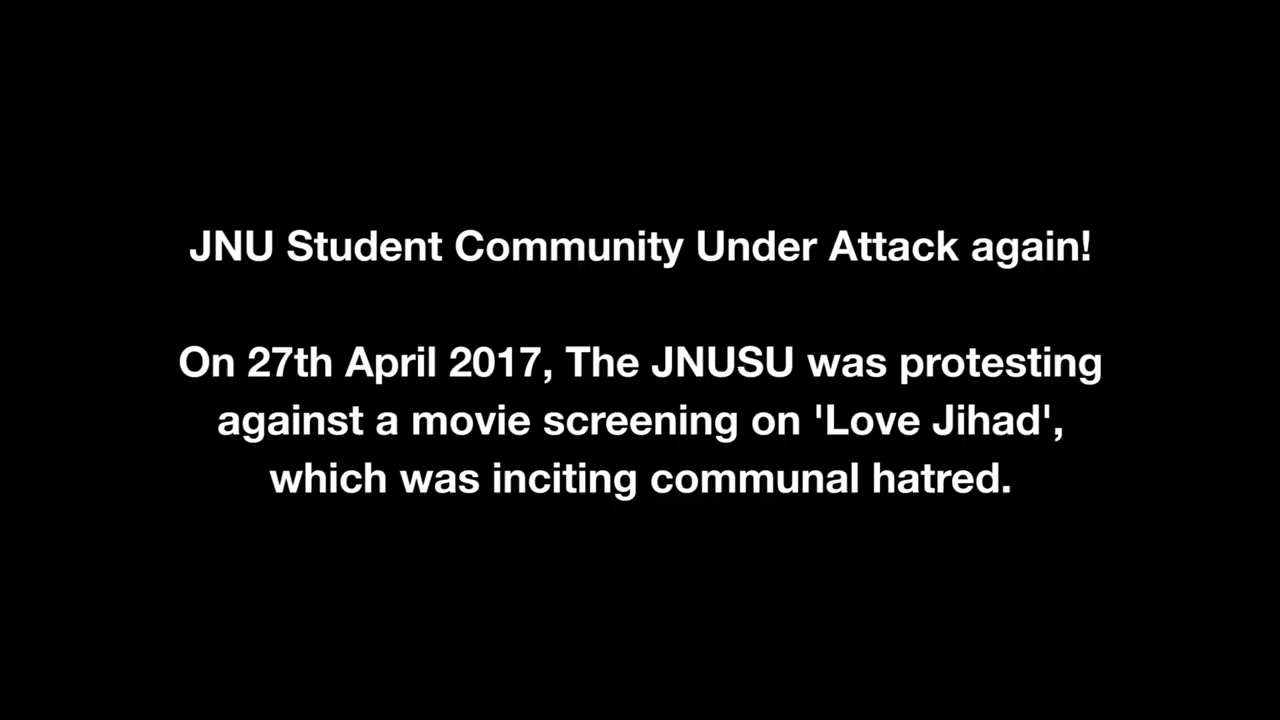 JNU Student Community Under Attack again!
On 27th April 2017, The JNUSU was protesting
against a movie screening on 'Love Jihad',
which was inciting communal hatred.